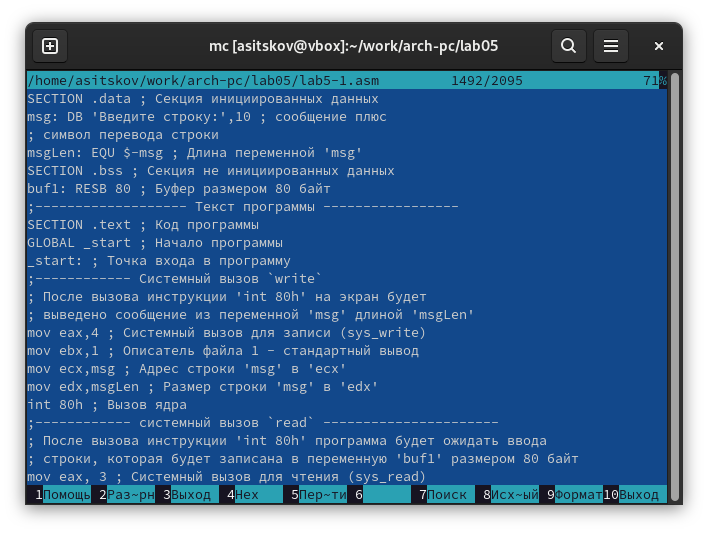 mc [asitskov@vbox]:~/work/arch-pc/lab05
/home/asitskov/work/arch-pc/lab05/lab5-1.asm 1492/2095 71%
SECTION .data ; Секция инициированных данных
msg: DB 'Введите строку:',10 ; сообщение плюс
; символ перевода строки
msgLen: EQU $-msg ; Длина переменной 'msg'
SECTION .bss ; Секция не инициированных данных
buf1: RESB 80 ; Буфер размером 80 байт
;------------------- Текст программы -----------------
SECTION .text ; Код программы
GLOBAL _start ; Начало программы
_start: ; Точка входа в программу
;------------ Системный вызов `write`
; После вызова инструкции 'int 80h' на экран будет
; выведено сообщение из переменной 'msg' длиной 'msgLen'
mov eax,4 ; Системный вызов для записи (sys_write)
mov ebx,1 ; Описатель файла 1 - стандартный вывод
mov ecx,msg ; Адрес строки 'msg' в 'ecx'
mov edx,msgLen ; Размер строки 'msg' в 'edx'
int 80h ; Вызов ядра
;------------ системный вызов `read` ----------------------
; После вызова инструкции 'int 80h' программа будет ожидать ввода
; строки, которая будет записана в переменную 'buf1' размером 80 байт
mov eax, 3 ; Системный вызов для чтения (sys_read)
1Помощь 2Раз~рн 3Выход 4Hex 5Пер~ти 6 7Поиск 8Исх~ый 9Формат 10Выход